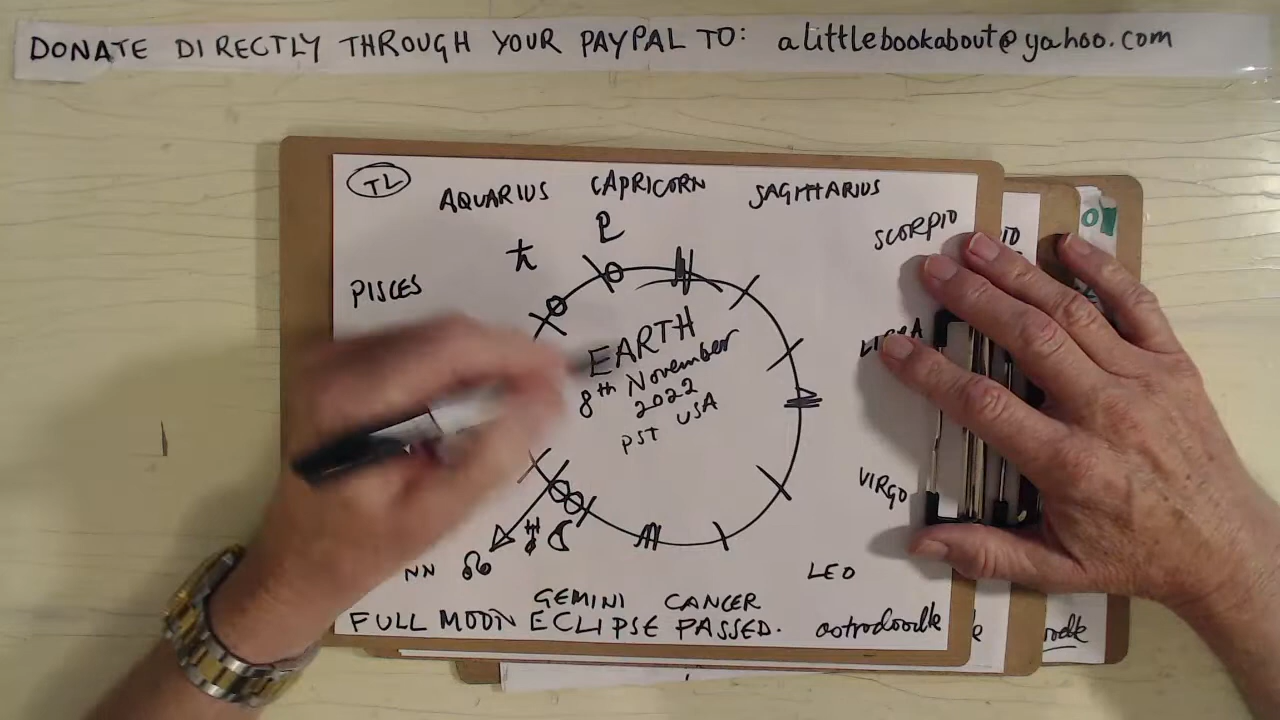 DONATE DIRECTLY THROUGH YOUR PAYPAL TO: alittlebookabout@yahoo.com
TL
AQUARIUS CAPRICORN SAGITTARIUS
SCORPIO
PISCES
EARTH
8th November
2022
PST USA
VIRGO
NN
LEO
GEMINI CANCER
FULL MOON ECLIPSE PASSED. astrodoodle